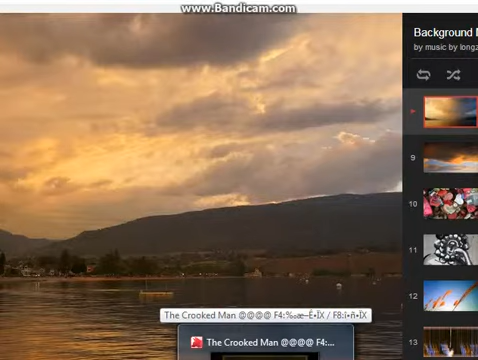 www.Bandicam.com
Background
by music by longz
9
10
11
12
13
The Crooked Man @@@@ F4:
The Crooked Man @@@@ F4:...